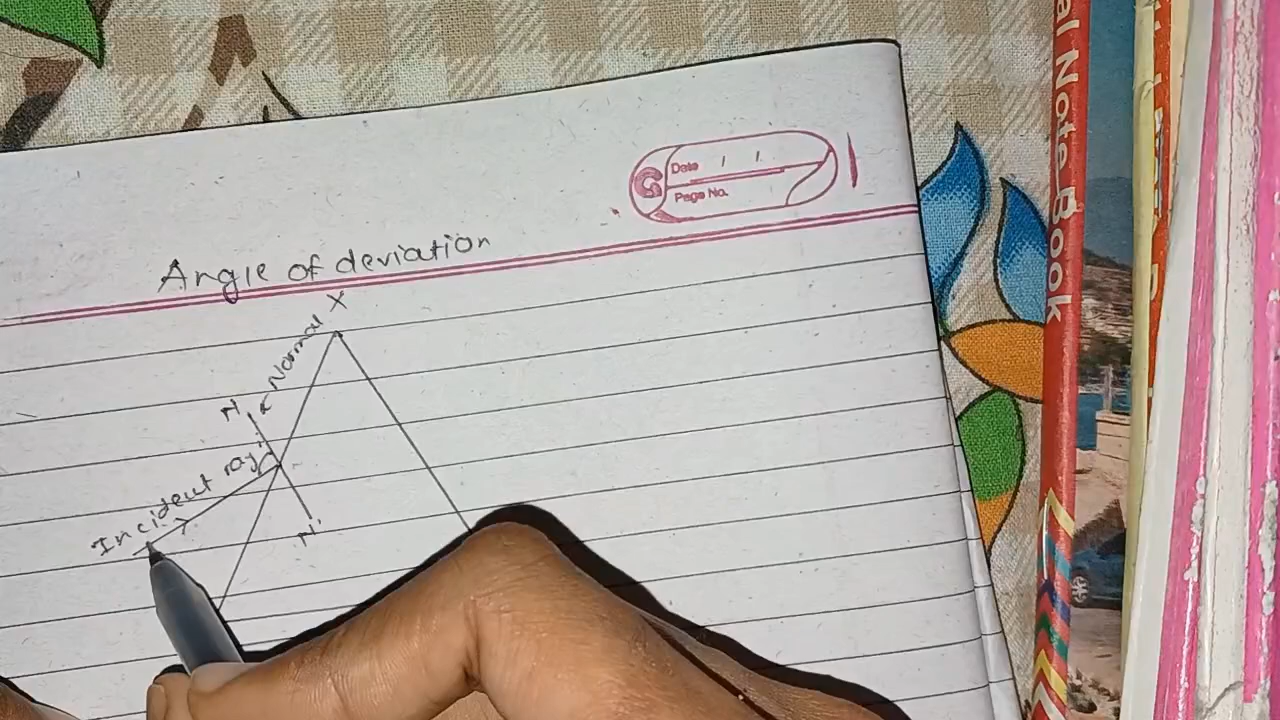 Date / /
Page No.
Angle of deviation
X
Normal
N
i
Incident ray
N'
al Note Book